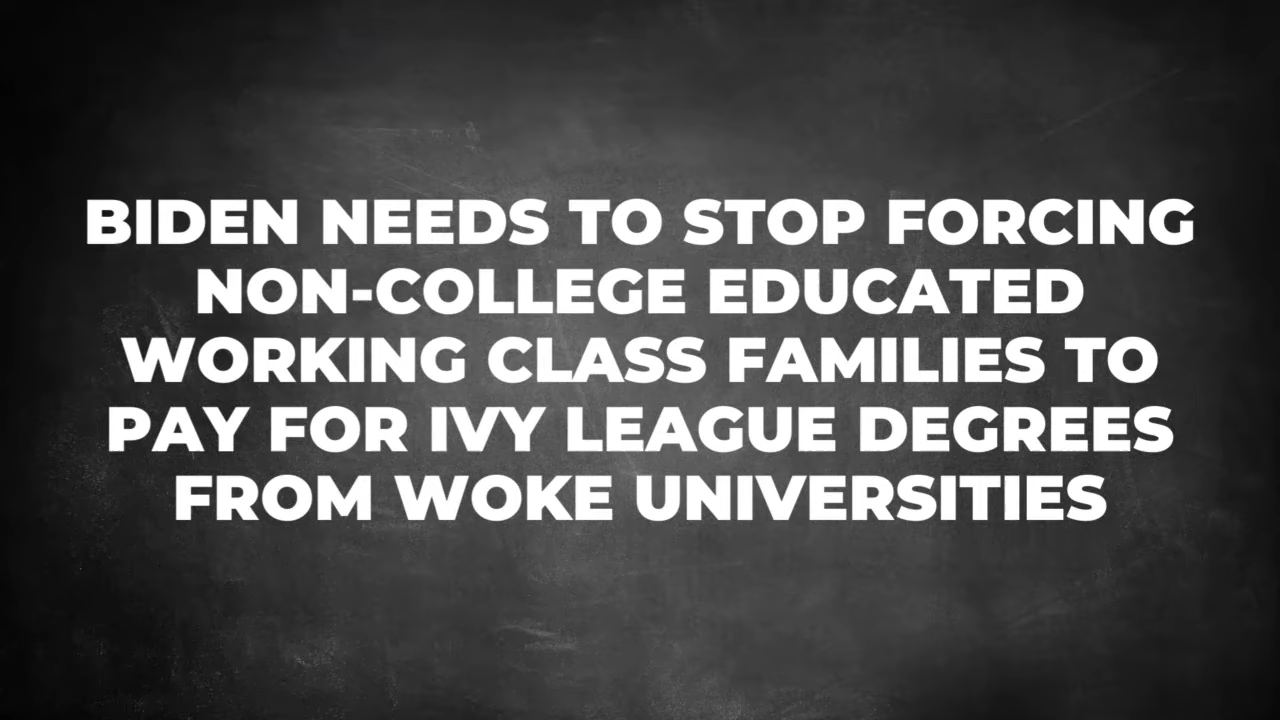 BIDEN NEEDS TO STOP FORCING
NON-COLLEGE EDUCATED
WORKING CLASS FAMILIES TO
PAY FOR IVY LEAGUE DEGREES
FROM WOKE UNIVERSITIES